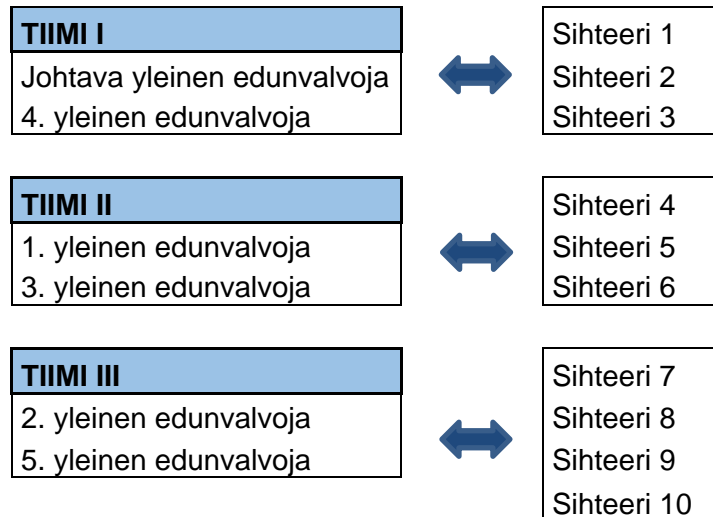 TIIMI I
Johtava yleinen edunvalvoja
4. yleinen edunvalvoja
Sihteeri 1
Sihteeri 2
Sihteeri 3
TIIMI II
1. yleinen edunvalvoja
3. yleinen edunvalvoja
Sihteeri 4
Sihteeri 5
Sihteeri 6
TIIMI III
2. yleinen edunvalvoja
5. yleinen edunvalvoja
Sihteeri 7
Sihteeri 8
Sihteeri 9
Sihteeri 10